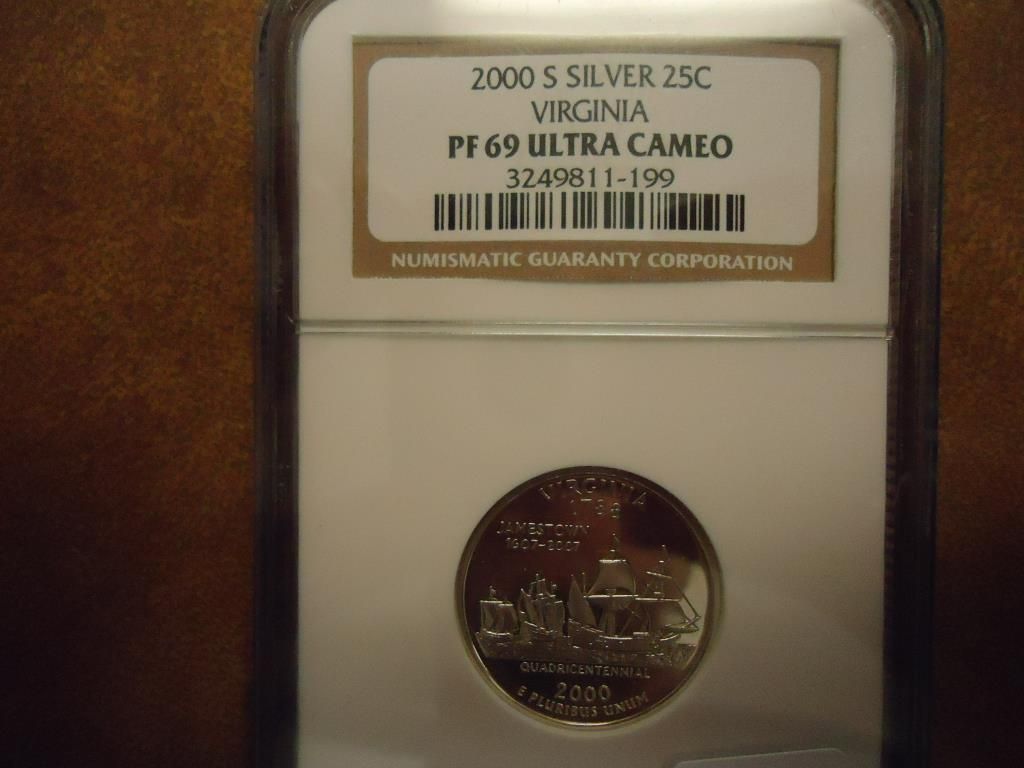 2000 S SILVER 25C
VIRGINIA
PF 69 ULTRA CAMEO
3249811-199
NUMISMATIC GUARANTY CORPORATION
VIRGINIA
1788
JAMESTOWN
1607-2007
QUADRICENTENNIAL
2000
E PLURIBUS UNUM